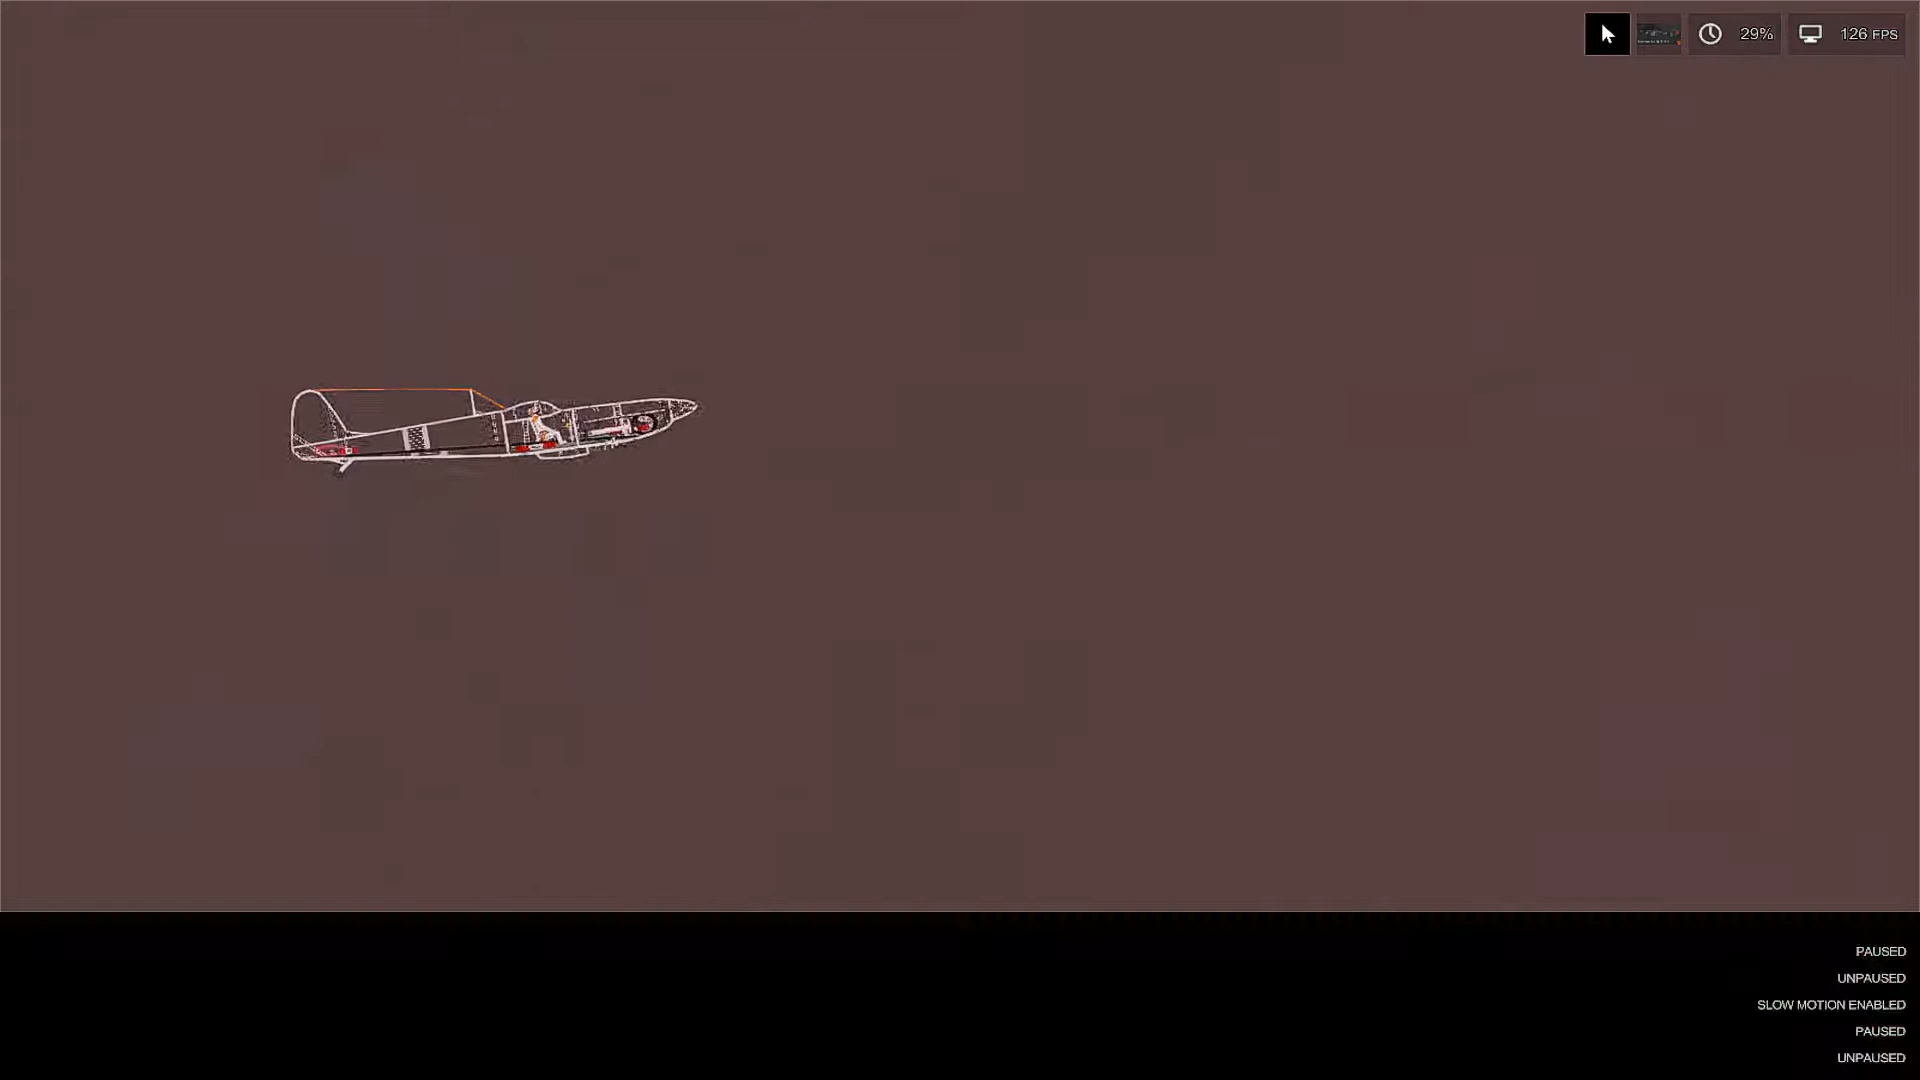 29%
126 FPS
PAUSED
UNPAUSED
SLOW MOTION ENABLED
PAUSED
UNPAUSED